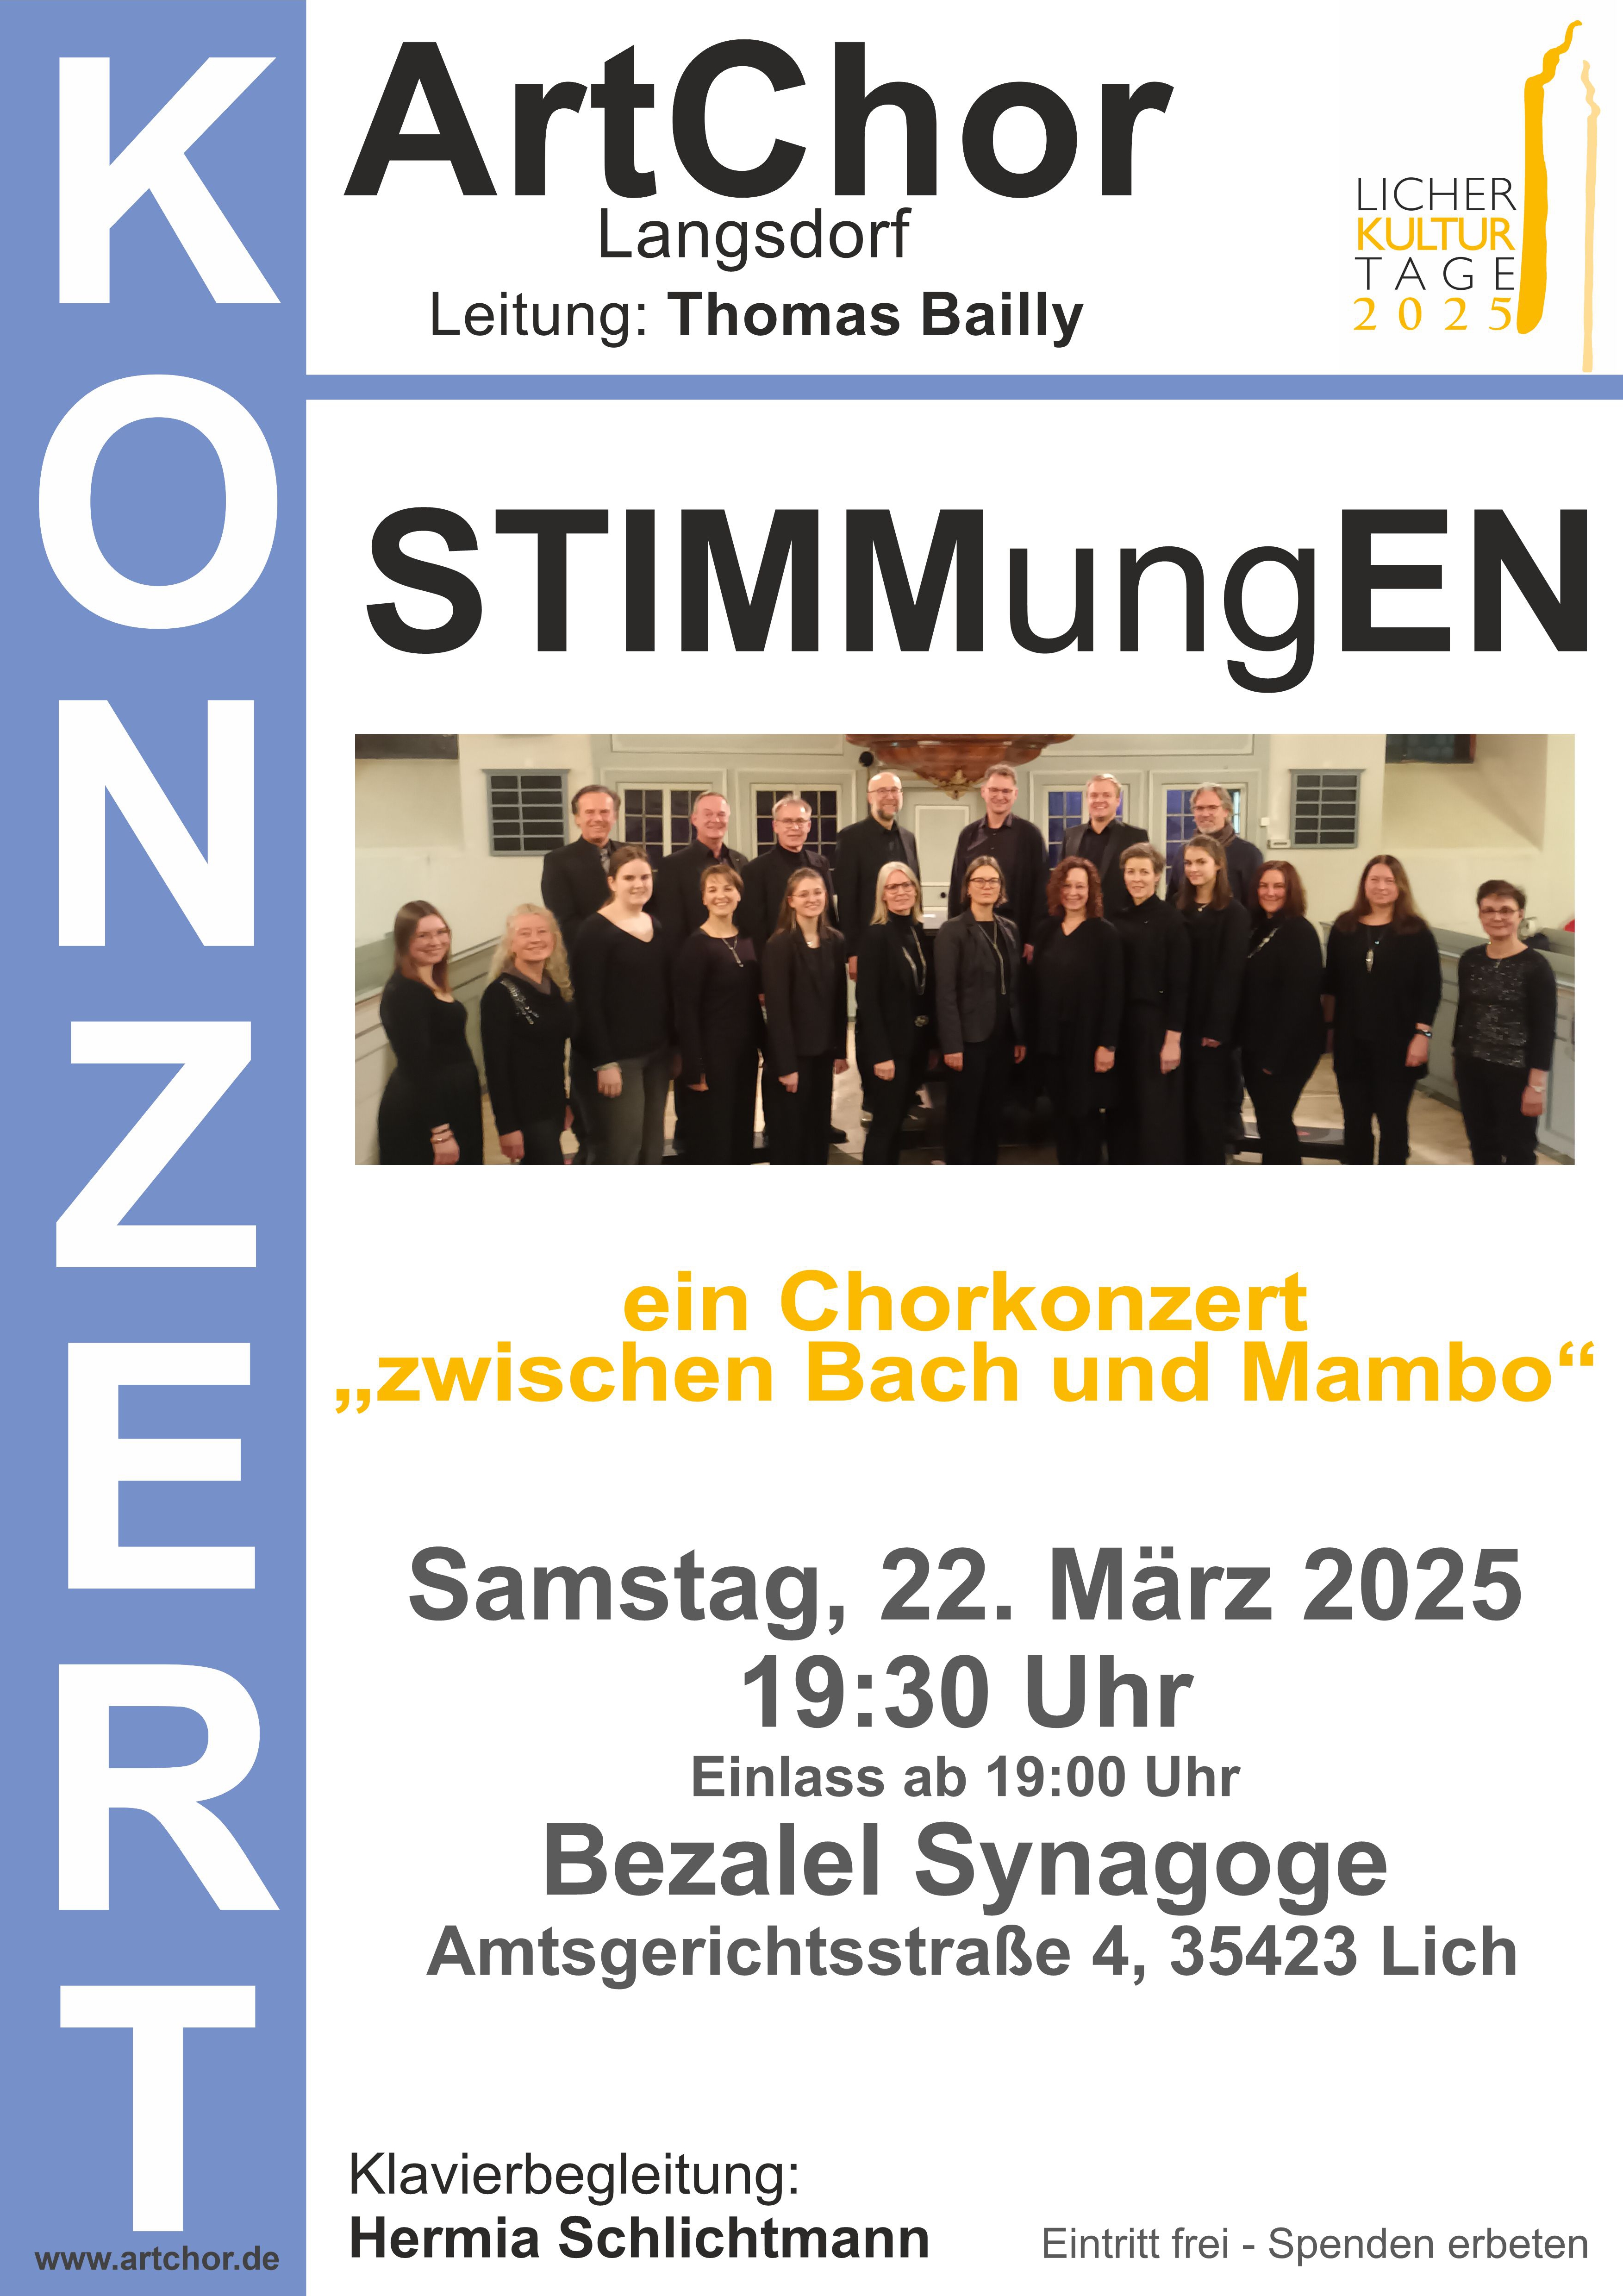 KONZERT
ArtChor
Langsdorf
Leitung: Thomas Bailly
LICHER
KULTUR
TAGE
2025
STIMMungEN
ein Chorkonzert
„zwischen Bach und Mambo“
Samstag, 22. März 2025
19:30 Uhr
Einlass ab 19:00 Uhr
Bezalel Synagoge
Amtsgerichtsstraße 4, 35423 Lich
Klavierbegleitung:
Hermia Schlichtmann
Eintritt frei - Spenden erbeten
www.artchor.de